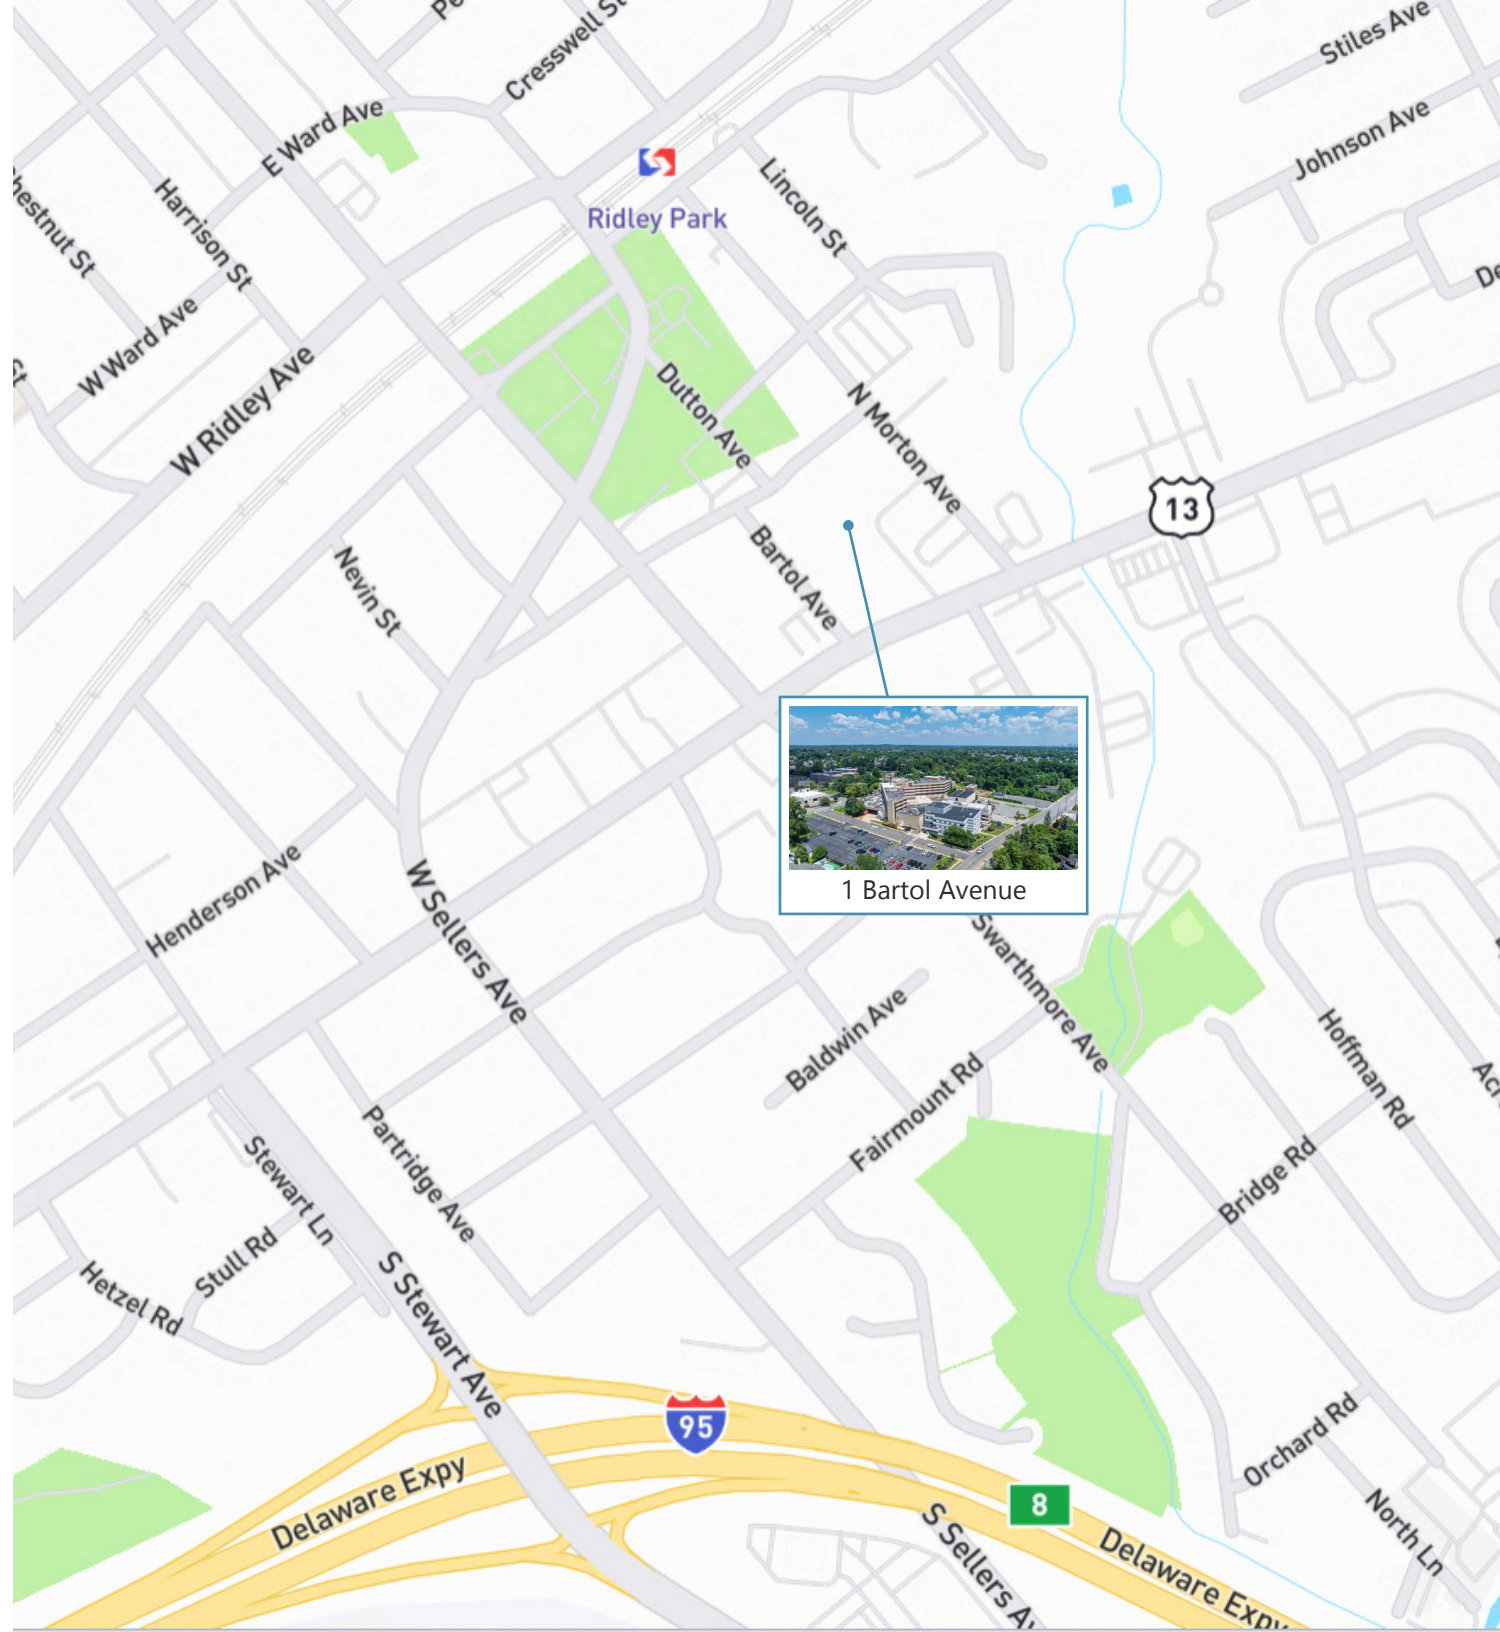 Cresswell St
Stiles Ave
E Ward Ave
Johnson Ave
Harrison St
Lincoln St
Ridley Park
W Ward Ave
W Ridley Ave
Dutton Ave
N Morton Ave
13
Nevin St
Bartol Ave
1 Bartol Avenue
Henderson Ave
W Sellers Ave
Swarthmore Ave
Baldwin Ave
Hoffman Rd
Fairmount Rd
Partridge Ave
Stewart Ln
Bridge Rd
Stull Rd
Hetzel Rd
S Stewart Ave
95
Orchard Rd
Delaware Expy
8
North Ln
S Sellers Av
Delaware Expy